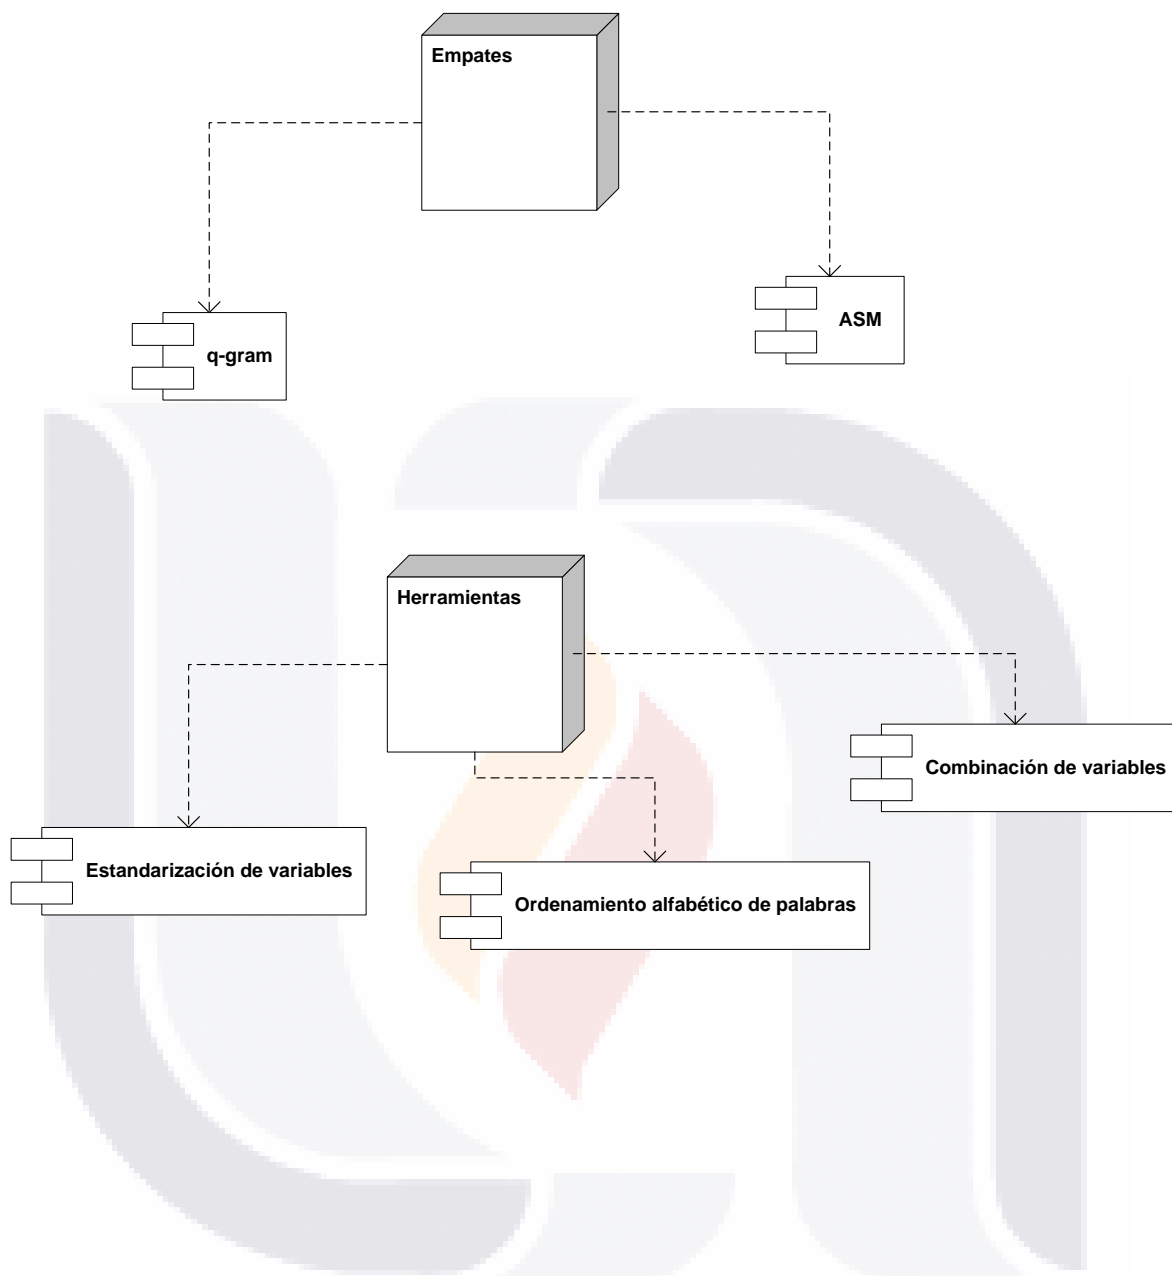 Empates
ASM
q-gram
Herramientas
Combinación de variables
Estandarización de variables
Ordenamiento alfabético de palabras